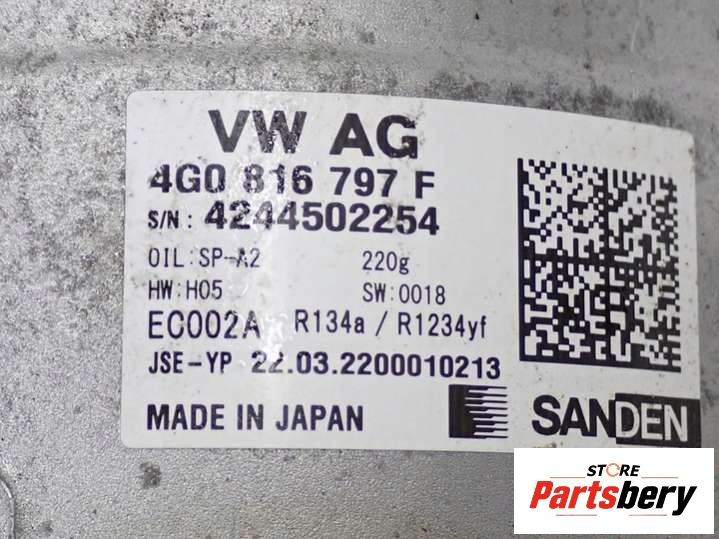 VW AG
4G0 816 797 F
S/N: 4244502254
OIL:SP-A2 220g
HW:H05 SW:0018
EC002A R134a / R1234yf
JSE-YP 22.03.2200010213
MADE IN JAPAN SANDEN
STORE
Partsbery